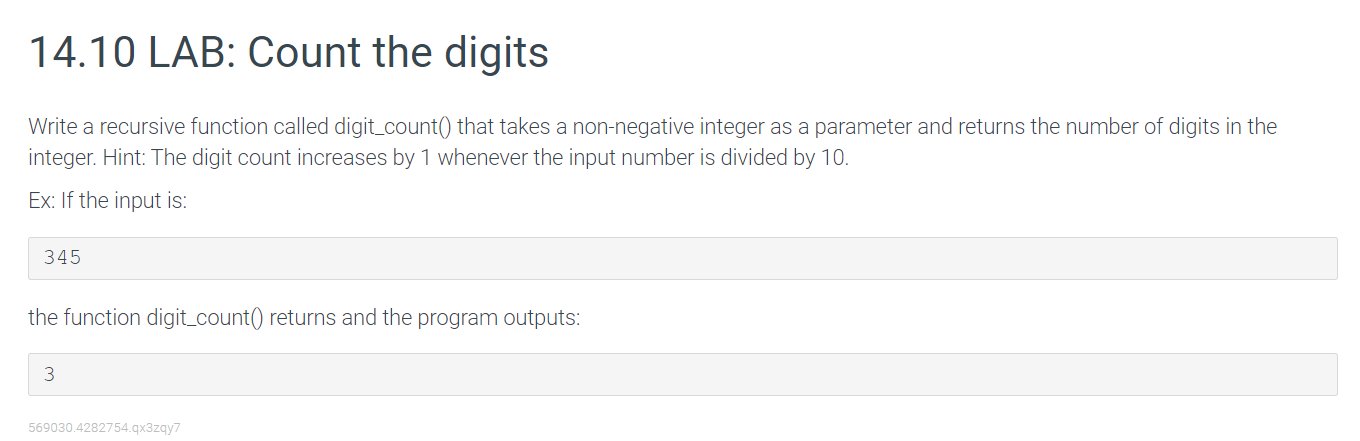 14.10 LAB: Count the digits
Write a recursive function called digit_count() that takes a non-negative integer as a parameter and returns the number of digits in the
integer. Hint: The digit count increases by 1 whenever the input number is divided by 10.
Ex: If the input is:
345
the function digit_count() returns and the program outputs:
3
569030.4282754.qx3zqy7